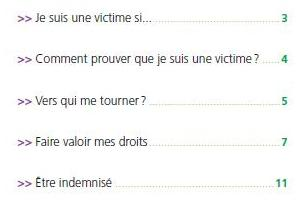 >> Je suis une victime si... 3
>> Comment prouver que je suis une victime ? 4
>> Vers qui me tourner ? 5
>> Faire valoir mes droits 7
>> Être indemnisé 11